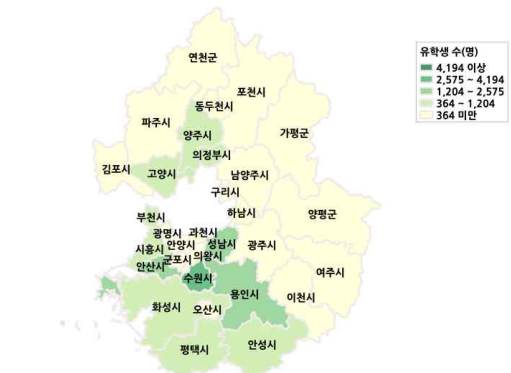 유학생 수(명)
4,194 이상
2,575 ~ 4,194
1,204 ~ 2,575
364 ~ 1,204
364 미만
연천군
포천시
동두천시
파주시
양주시
가평군
의정부시
김포시
고양시
남양주시
구리시
하남시
양평군
부천시
광명시
과천시
시흥시
안양시
성남시
광주시
군포시
의왕시
안산시
수원시
여주시
용인시
이천시
화성시
오산시
평택시
안성시